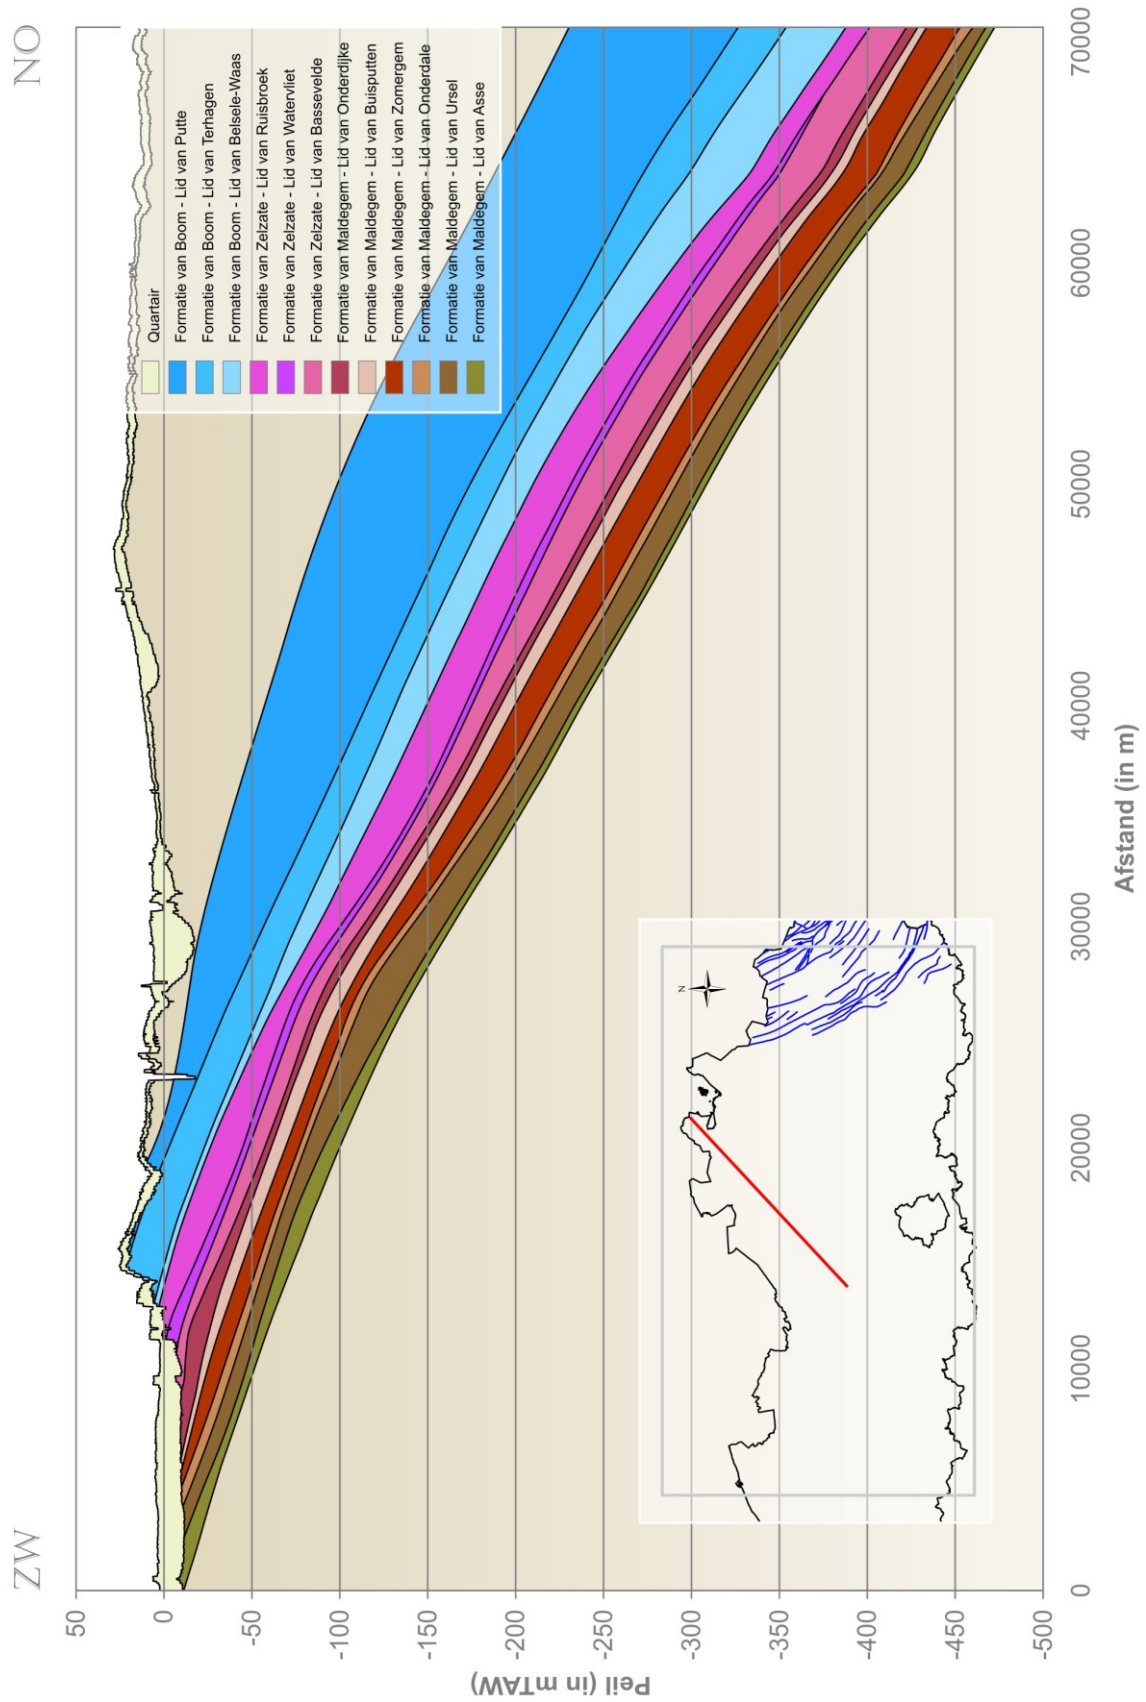 ZW
NO
Quartair
Formatie van Boom - Lid van Putte
Formatie van Boom - Lid van Terhagen
Formatie van Boom - Lid van Belsele-Waas
Formatie van Zelzate - Lid van Ruisbroek
Formatie van Zelzate - Lid van Watervliet
Formatie van Zelzate - Lid van Bassevelde
Formatie van Maldegem - Lid van Onderdijke
Formatie van Maldegem - Lid van Buisputten
Formatie van Maldegem - Lid van Zomergem
Formatie van Maldegem - Lid van Onderdale
Formatie van Maldegem - Lid van Ursel
Formatie van Maldegem - Lid van Asse
50
0
-50
-100
-150
-200
-250
-300
-350
-400
-450
-500
Peil (in mTAW)
N
0
10000
20000
30000
40000
50000
60000
70000
Afstand (in m)